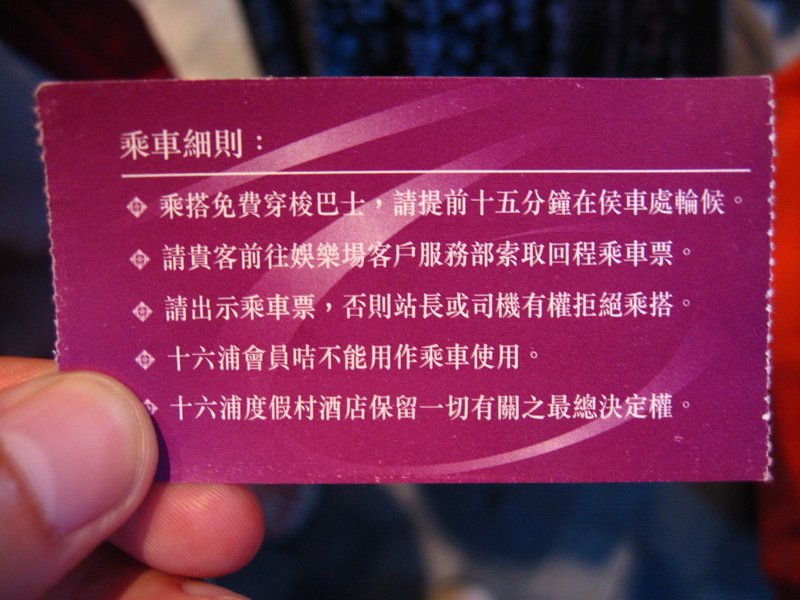 乘車細則：
乘搭免費穿梭巴士，請提前十五分鐘在侯車處輪候。
請貴客前往娛樂場客戶服務部索取回程乘車票。
請出示乘車票，否則站長或司機有權拒絕乘搭。
十六浦會員咭不能用作乘車使用。
十六浦度假村酒店保留一切有關之最總決定權。